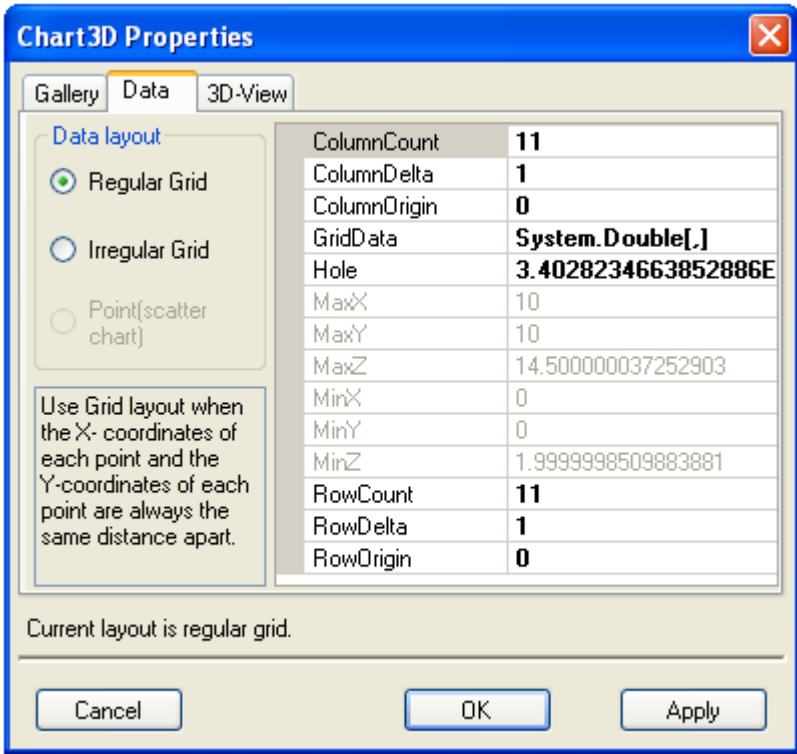 Chart3D Properties
Gallery
Data
3D-View
Data layout
Regular Grid
Irregular Grid
Point(scatter
chart)
Use Grid layout when
the X- coordinates of
each point and the
Y-coordinates of each
point are always the
same distance apart.
ColumnCount 11
ColumnDelta 1
ColumnOrigin 0
GridData System.Double[,]
Hole 3.4028234663852886E
MaxX 10
MaxY 10
MaxZ 14.500000037252903
MinX 0
MinY 0
MinZ 1.9999998509883881
RowCount 11
RowDelta 1
RowOrigin 0
Current layout is regular grid.
Cancel
OK
Apply